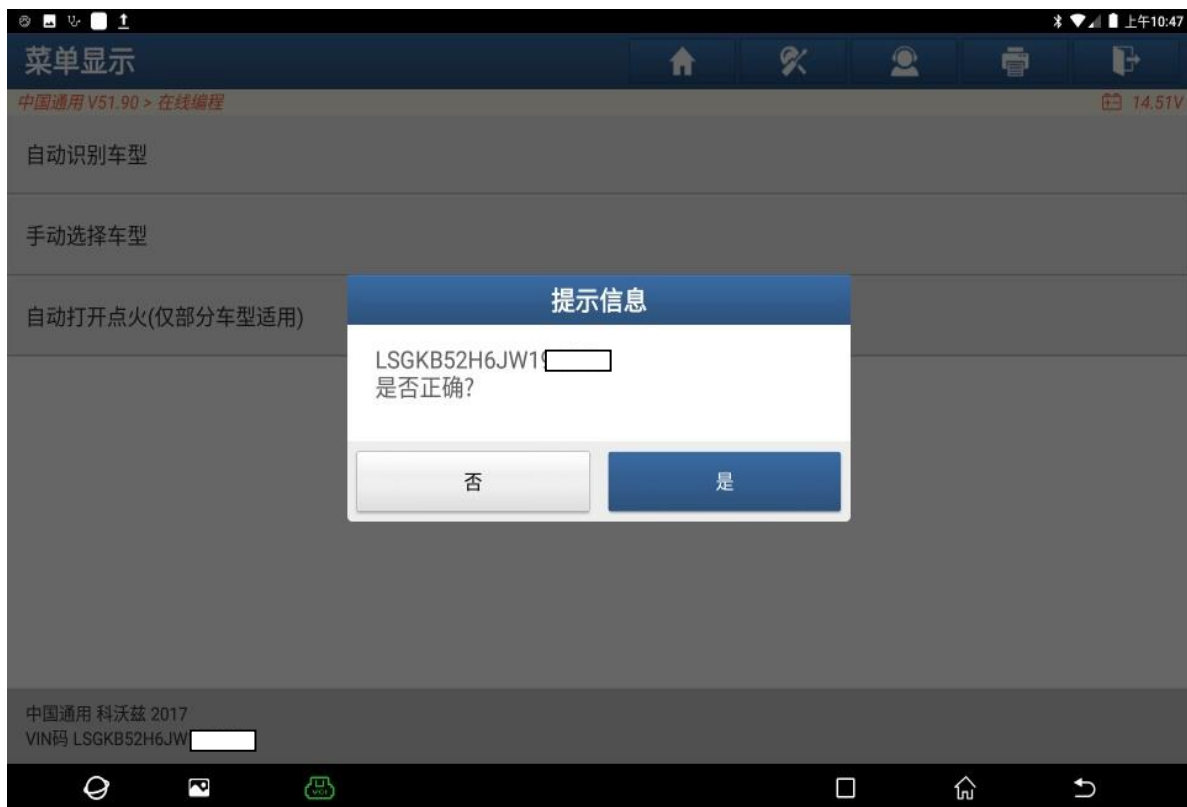 上午10:47
菜单显示
中国通用 V51.90 > 在线编程
14.51V
自动识别车型
手动选择车型
自动打开点火(仅部分车型适用)
提示信息
LSGKB52H6JW19
是否正确?
否
是
中国通用 科沃兹 2017
VIN码 LSGKB52H6JW
VCI